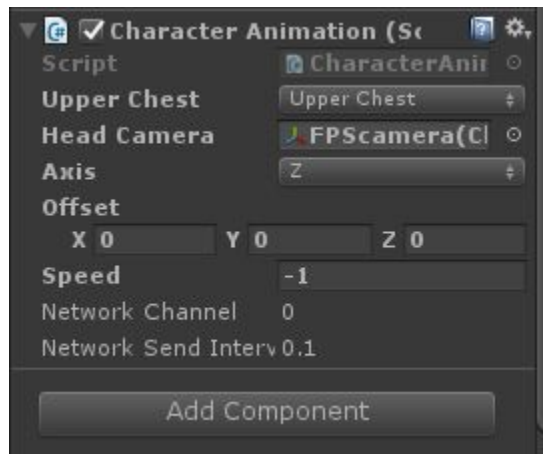 Character Animation (Sc
Script CharacterAnir
Upper Chest Upper Chest
Head Camera FPScamera(Cl
Axis Z
Offset
X 0 Y 0 Z 0
Speed -1
Network Channel 0
Network Send Interv 0.1
Add Component